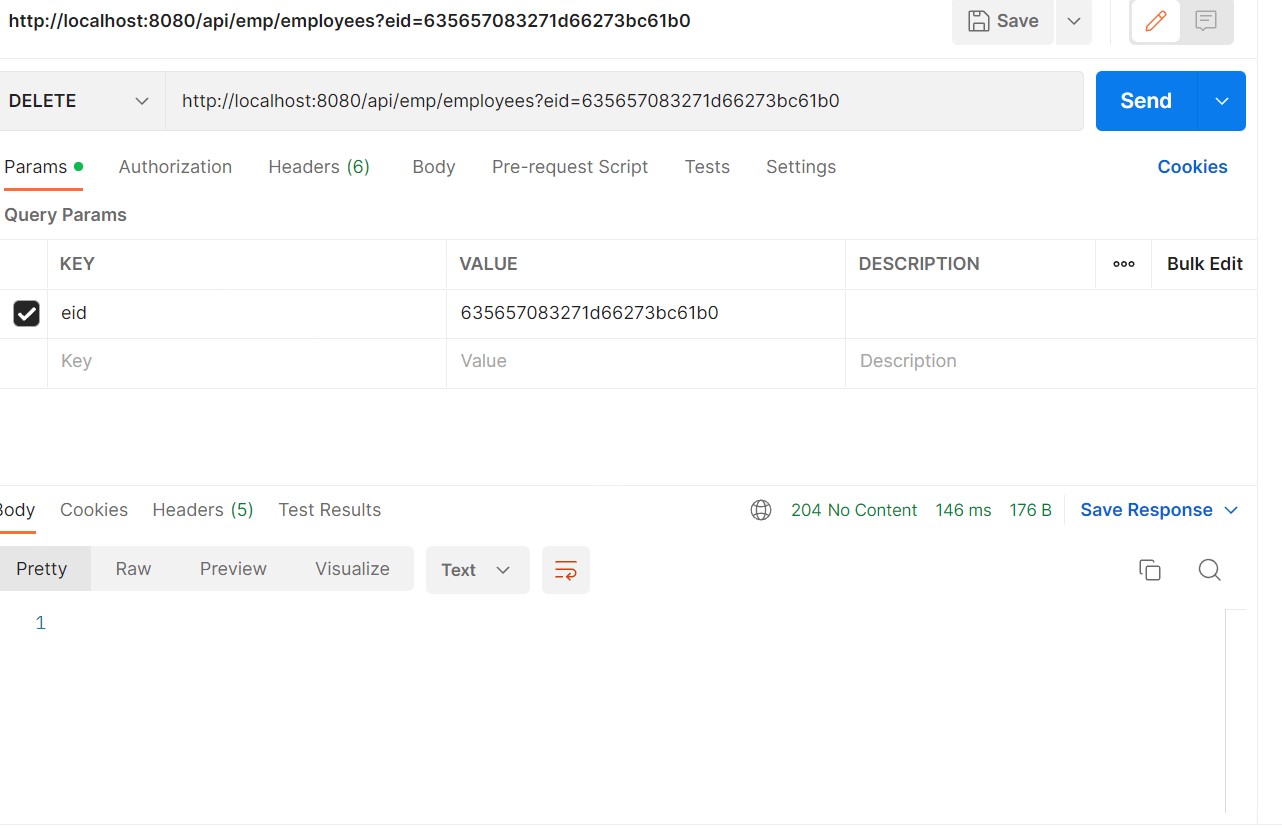 http://localhost:8080/api/emp/employees?eid=635657083271d66273bc61b0 Save
DELETE http://localhost:8080/api/emp/employees?eid=635657083271d66273bc61b0 Send
Params Authorization Headers (6) Body Pre-request Script Tests Settings Cookies
Query Params
KEY VALUE DESCRIPTION ooo Bulk Edit
eid 635657083271d66273bc61b0
Key Value Description
Body Cookies Headers (5) Test Results 204 No Content 146 ms 176 B Save Response
Pretty Raw Preview Visualize Text
1